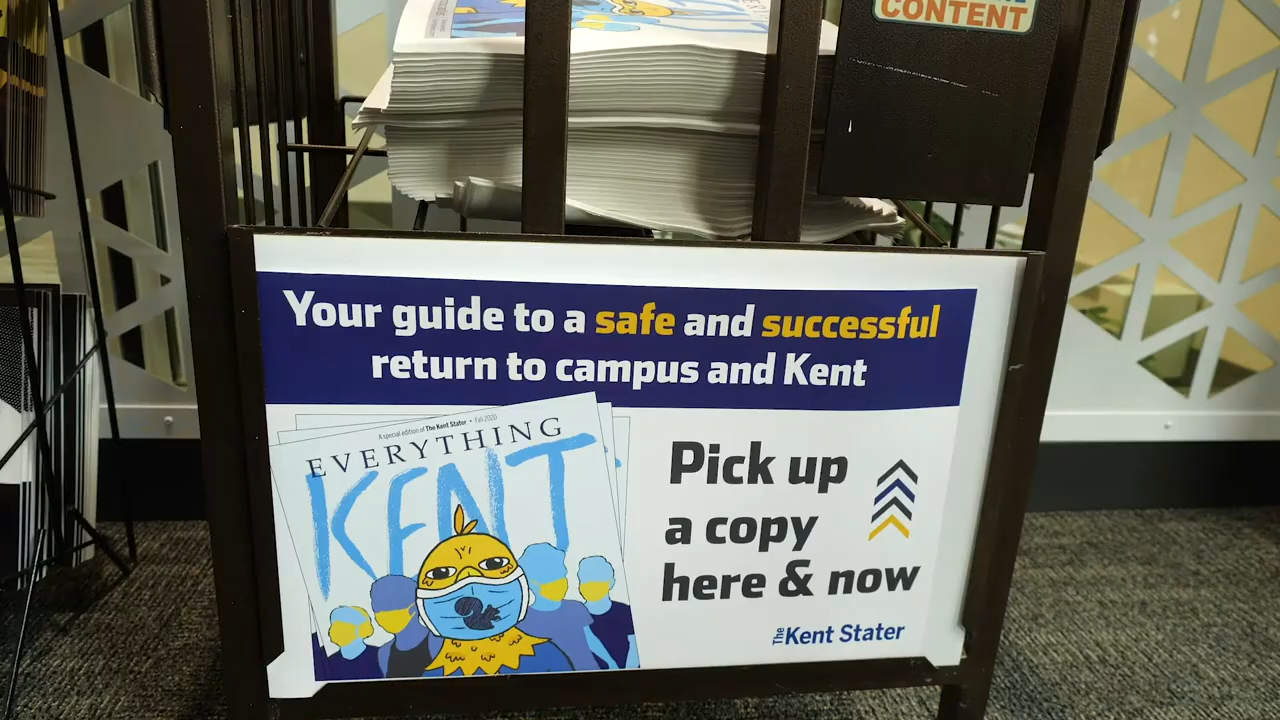 CONTENT
Your guide to a safe and successful
return to campus and Kent
A special edition of The Kent Stater • Fall 2020
EVERYTHING
KENT
Pick up
a copy
here & now
The Kent Stater